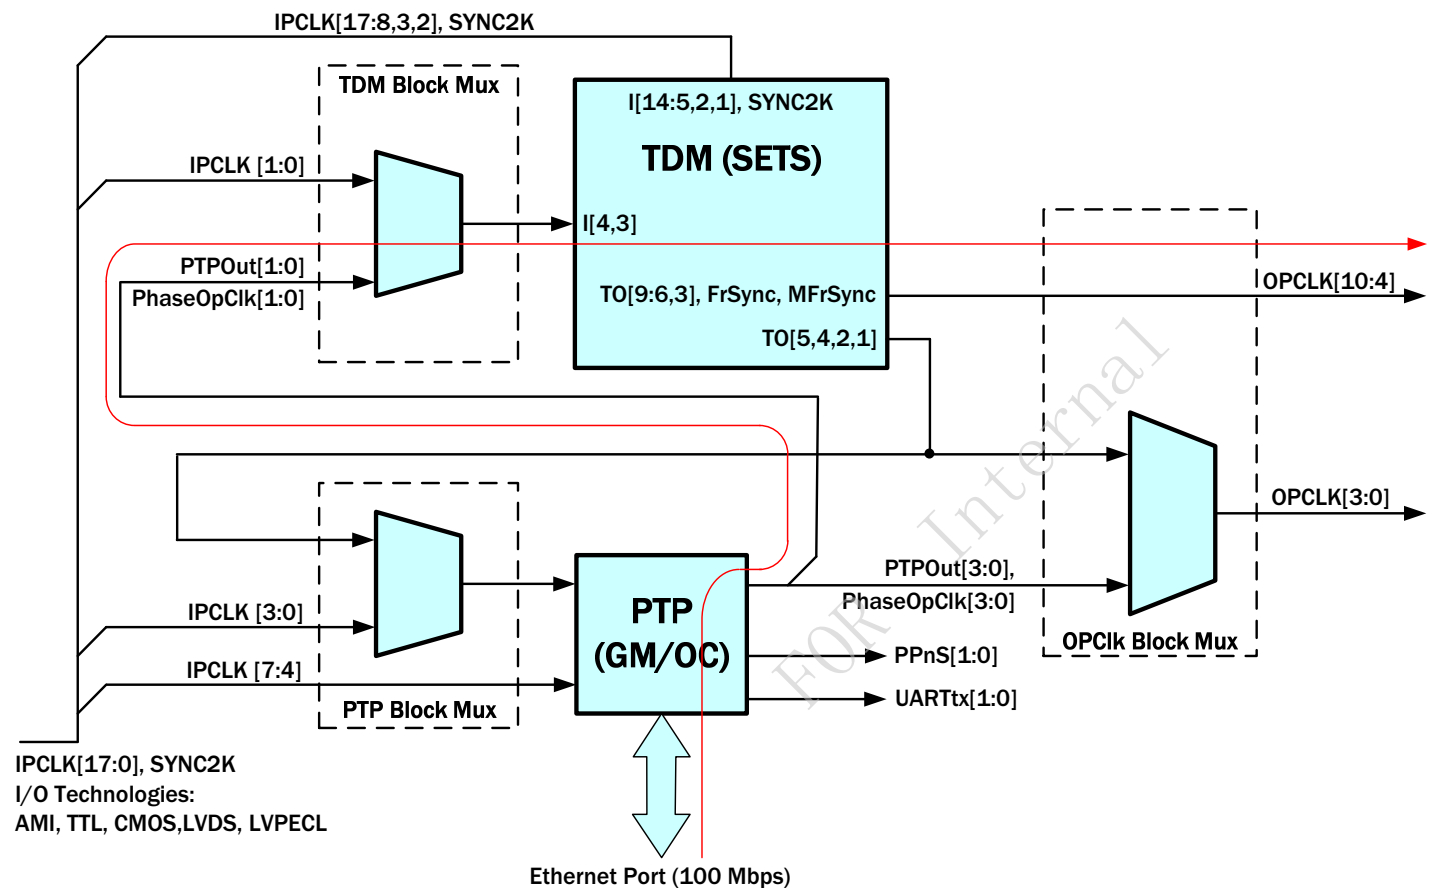 IPCLK[17:8,3,2], SYNC2K
TDM Block Mux
I[14:5,2,1], SYNC2K
TDM (SETS)
IPCLK [1:0]
I[4,3]
PTPOut[1:0]
PhaseOpClk[1:0]
TO[9:6,3], FrSync, MFrSync
OPCLK[10:4]
TO[5,4,2,1]
FOR Internal
OPCLK[3:0]
PTPOut[3:0],
PhaseOpClk[3:0]
IPCLK [3:0]
PTP
(GM/OC)
OPClk Block Mux
PPnS[1:0]
IPCLK [7:4]
UARTtx[1:0]
PTP Block Mux
IPCLK[17:0], SYNC2K
I/O Technologies:
AMI, TTL, CMOS,LVDS, LVPECL
Ethernet Port (100 Mbps)